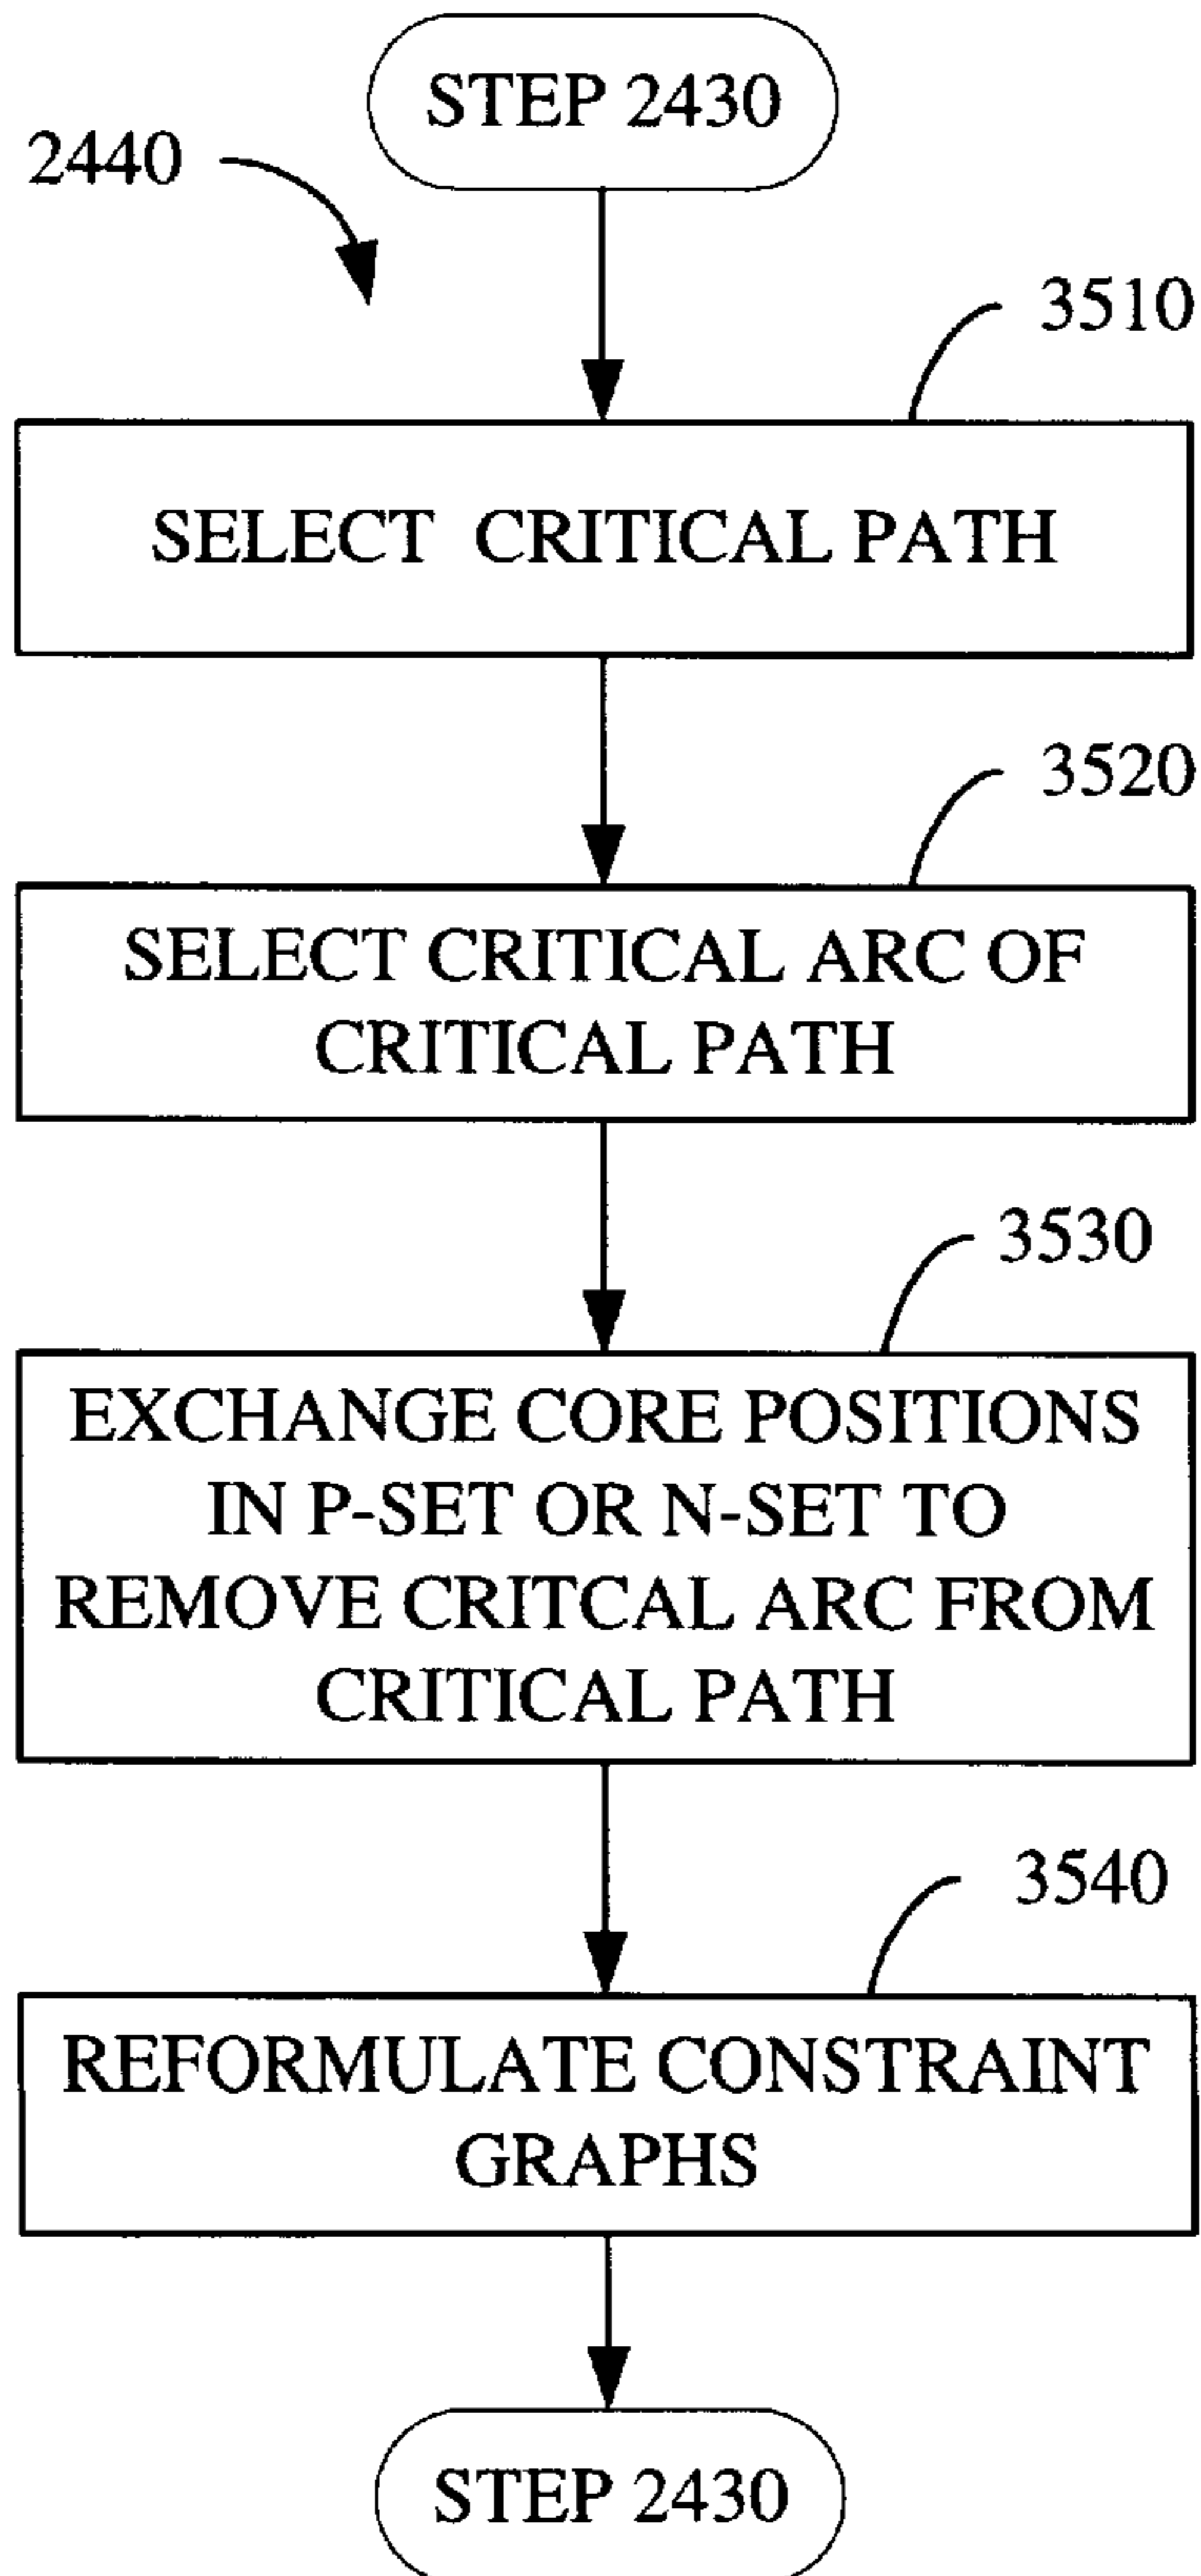 STEP 2430
2440
3510
SELECT CRITICAL PATH
3520
SELECT CRITICAL ARC OF
CRITICAL PATH
3530
EXCHANGE CORE POSITIONS
IN P-SET OR N-SET TO
REMOVE CRITCAL ARC FROM
CRITICAL PATH
3540
REFORMULATE CONSTRAINT
GRAPHS
STEP 2430